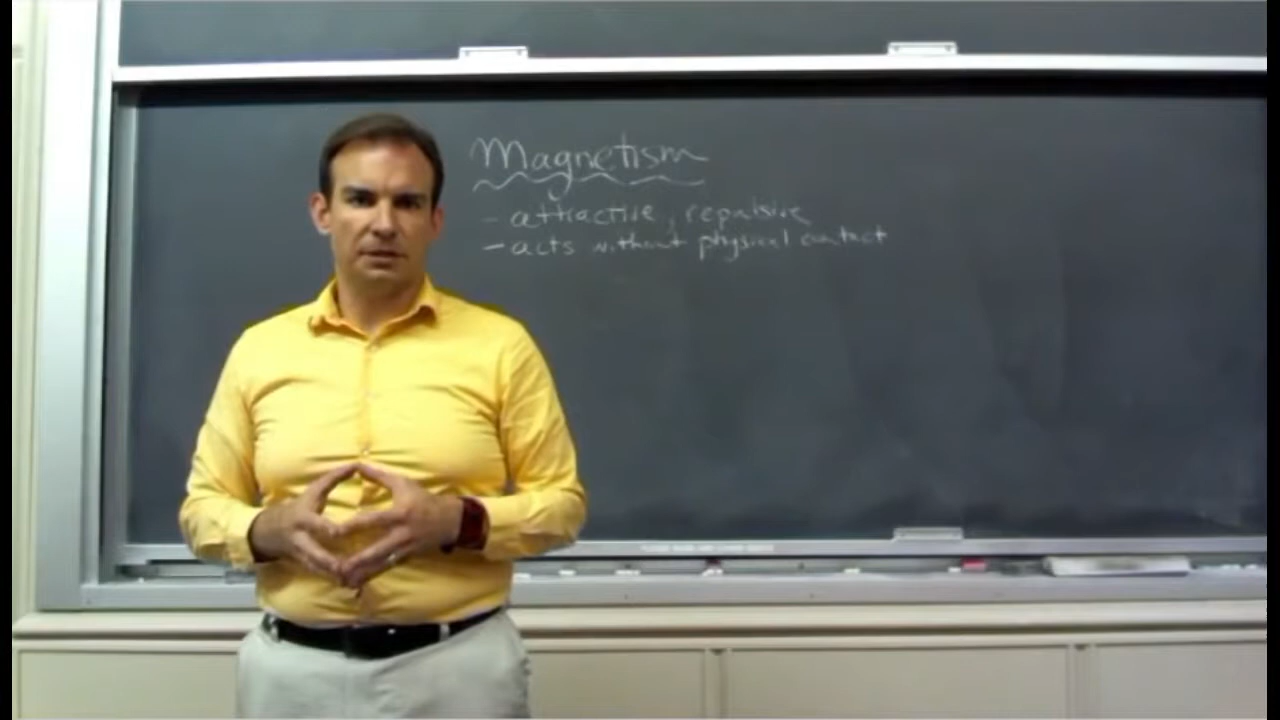 Magnetism
- attractive, repulsive
- acts without physical contact